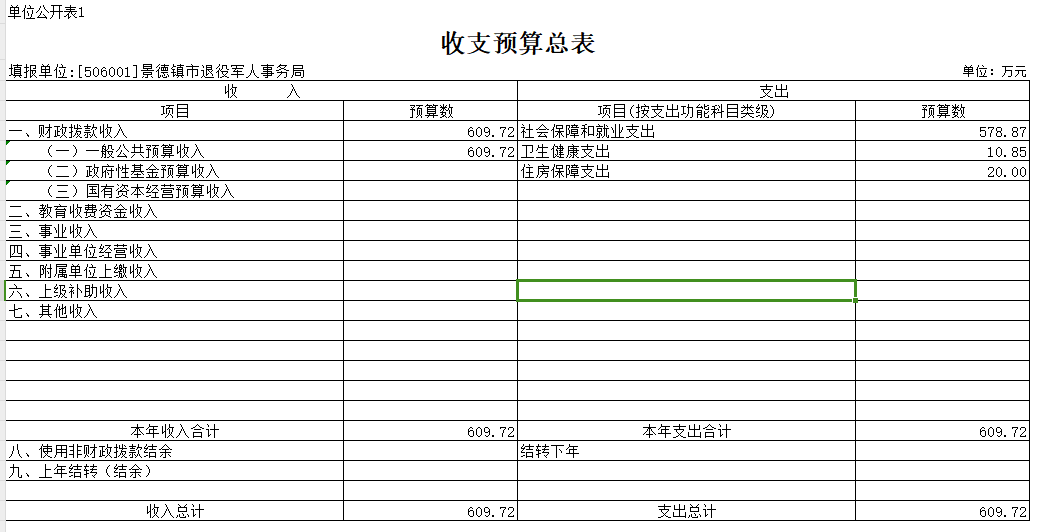 单位公开表1
收支预算总表
填报单位:[506001]景德镇市退役军人事务局 单位：万元
收 入 支出
项目 预算数 项目(按支出功能科目类级) 预算数
一、财政拨款收入 609.72 社会保障和就业支出 578.87
（一）一般公共预算收入 609.72 卫生健康支出 10.85
（二）政府性基金预算收入 住房保障支出 20.00
（三）国有资本经营预算收入
二、教育收费资金收入
三、事业收入
四、事业单位经营收入
五、附属单位上缴收入
六、上级补助收入
七、其他收入
本年收入合计 609.72 本年支出合计 609.72
八、使用非财政拨款结余 结转下年
九、上年结转（结余）
收入总计 609.72 支出总计 609.72